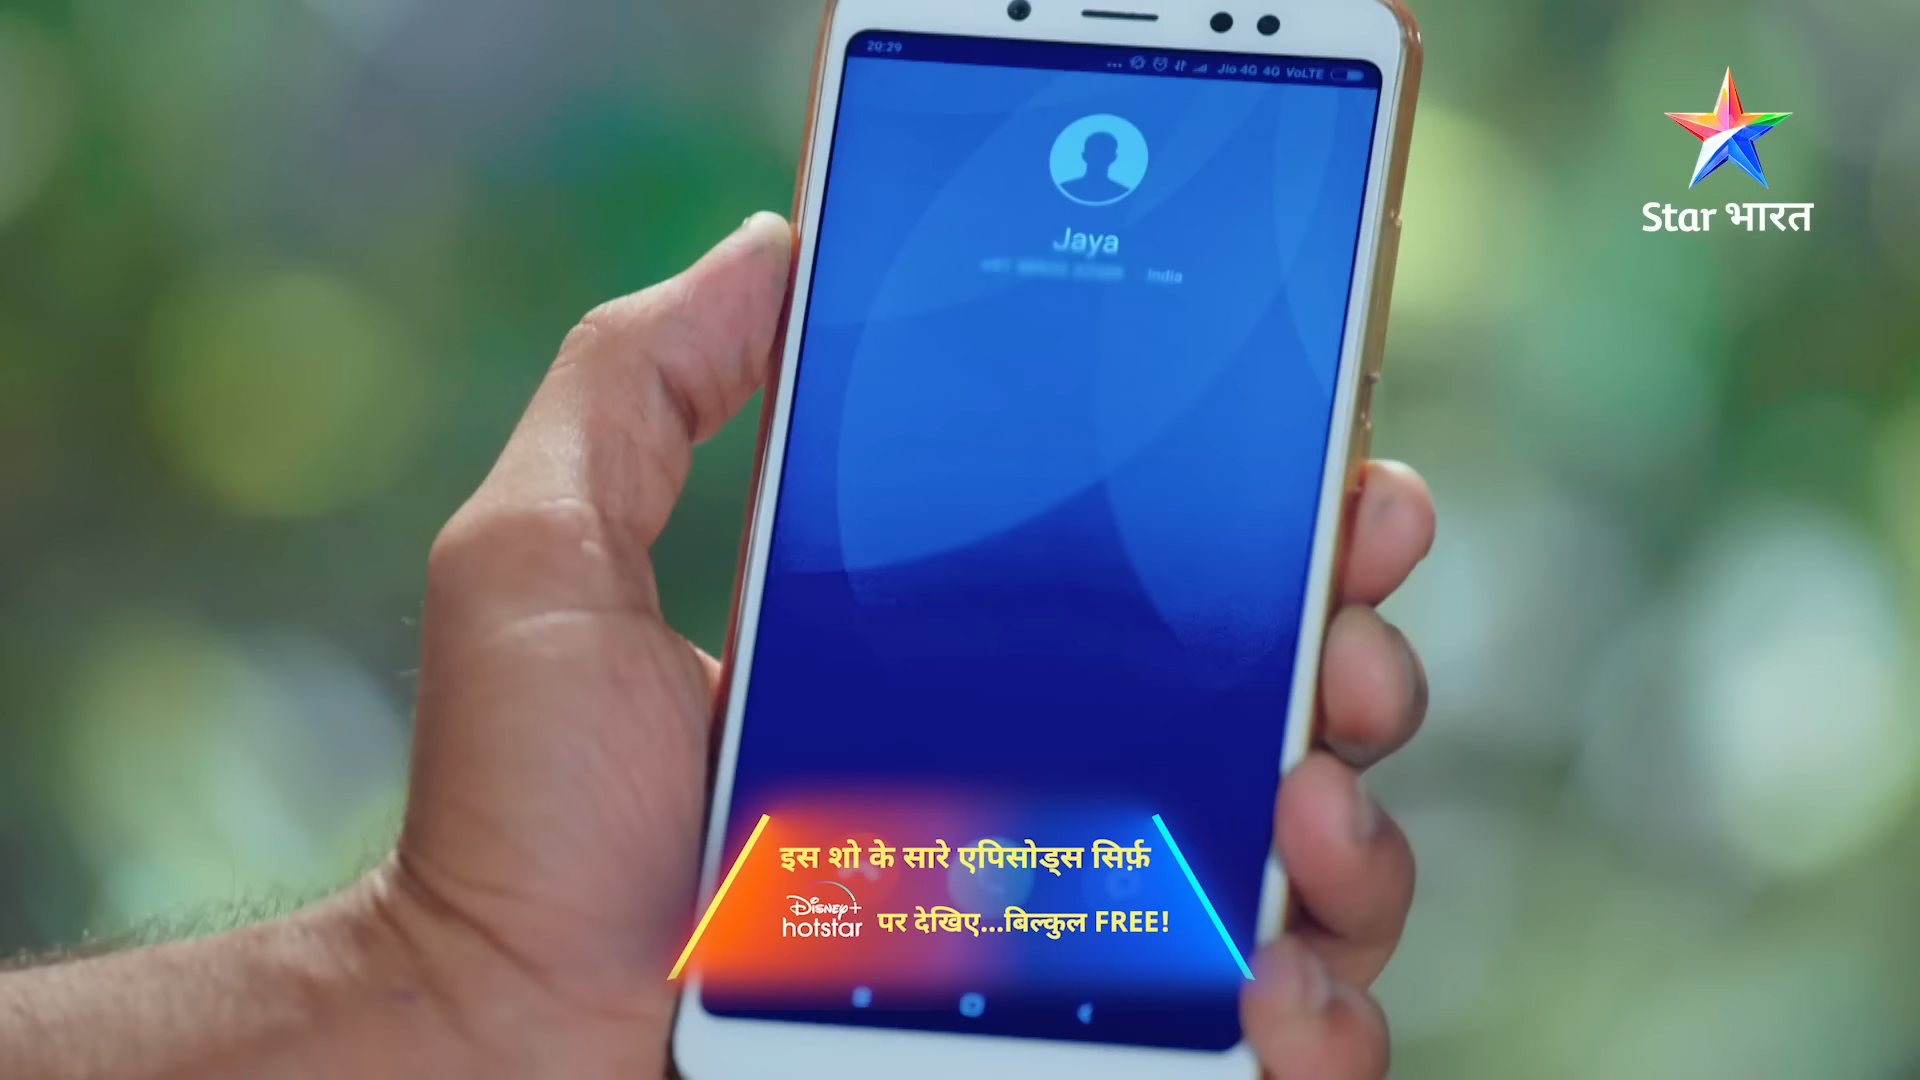 20:29
... Jio 4G 4G VoLTE
Star भारत
Jaya
India
इस शो के सारे एपिसोड्स सिर्फ़
Disney+ hotstar पर देखिए...बिल्कुल FREE!